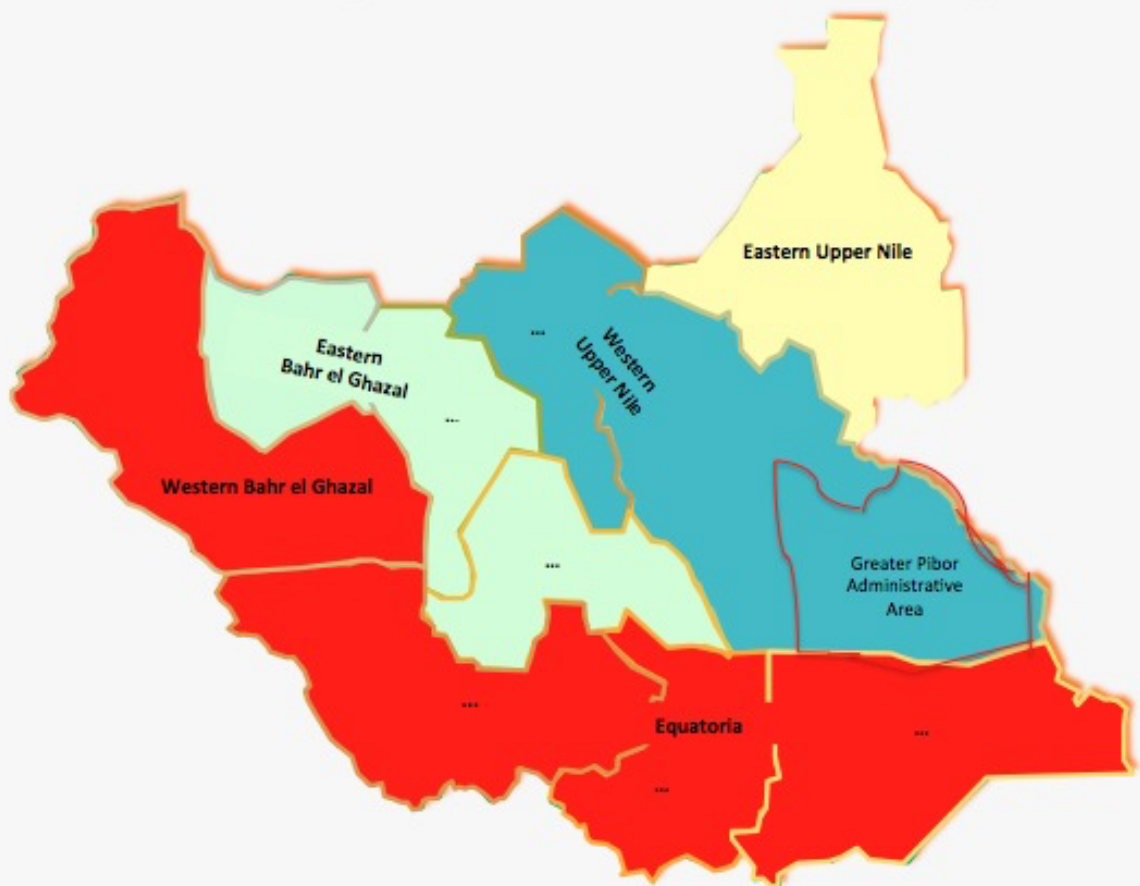 Eastern Upper Nile
...
Western
Upper Nile
Eastern
Bahr el Ghazal
...
Western Bahr el Ghazal
...
Greater Pibor
Administrative
Area
...
Equatoria
...
...